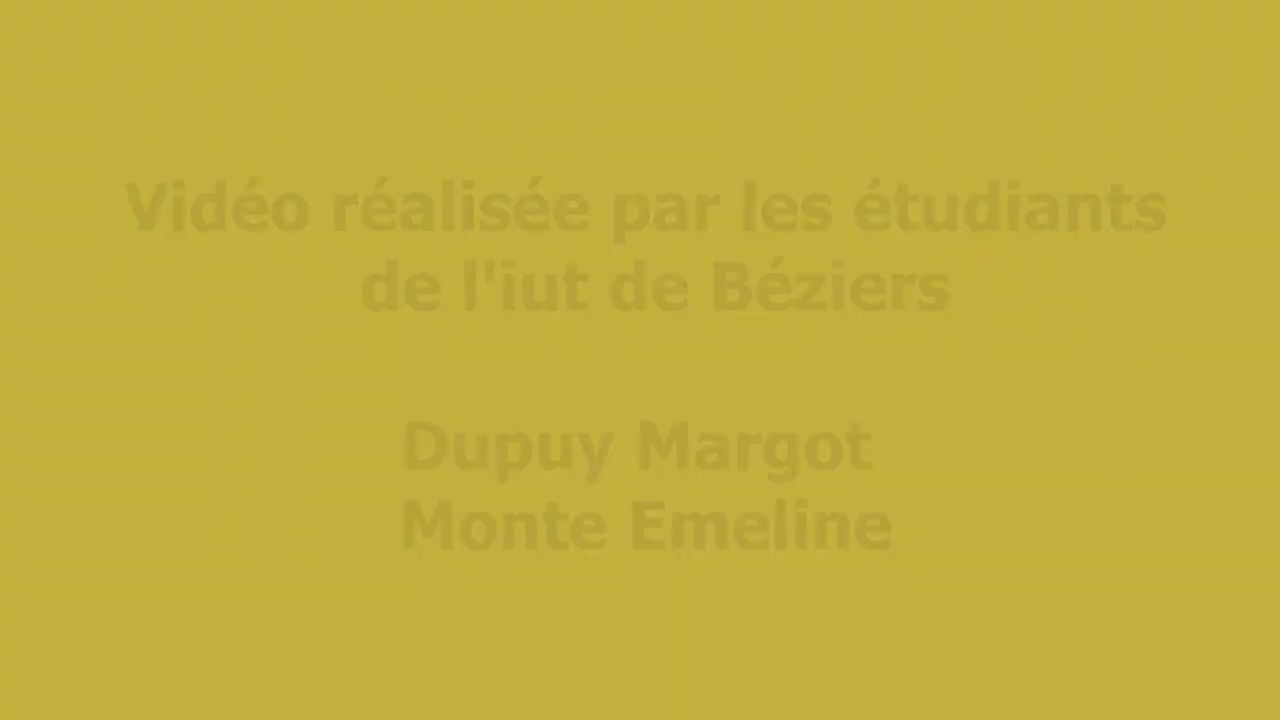 Vidéo réalisée par les étudiants
de l'iut de Béziers
Dupuy Margot
Monte Emeline